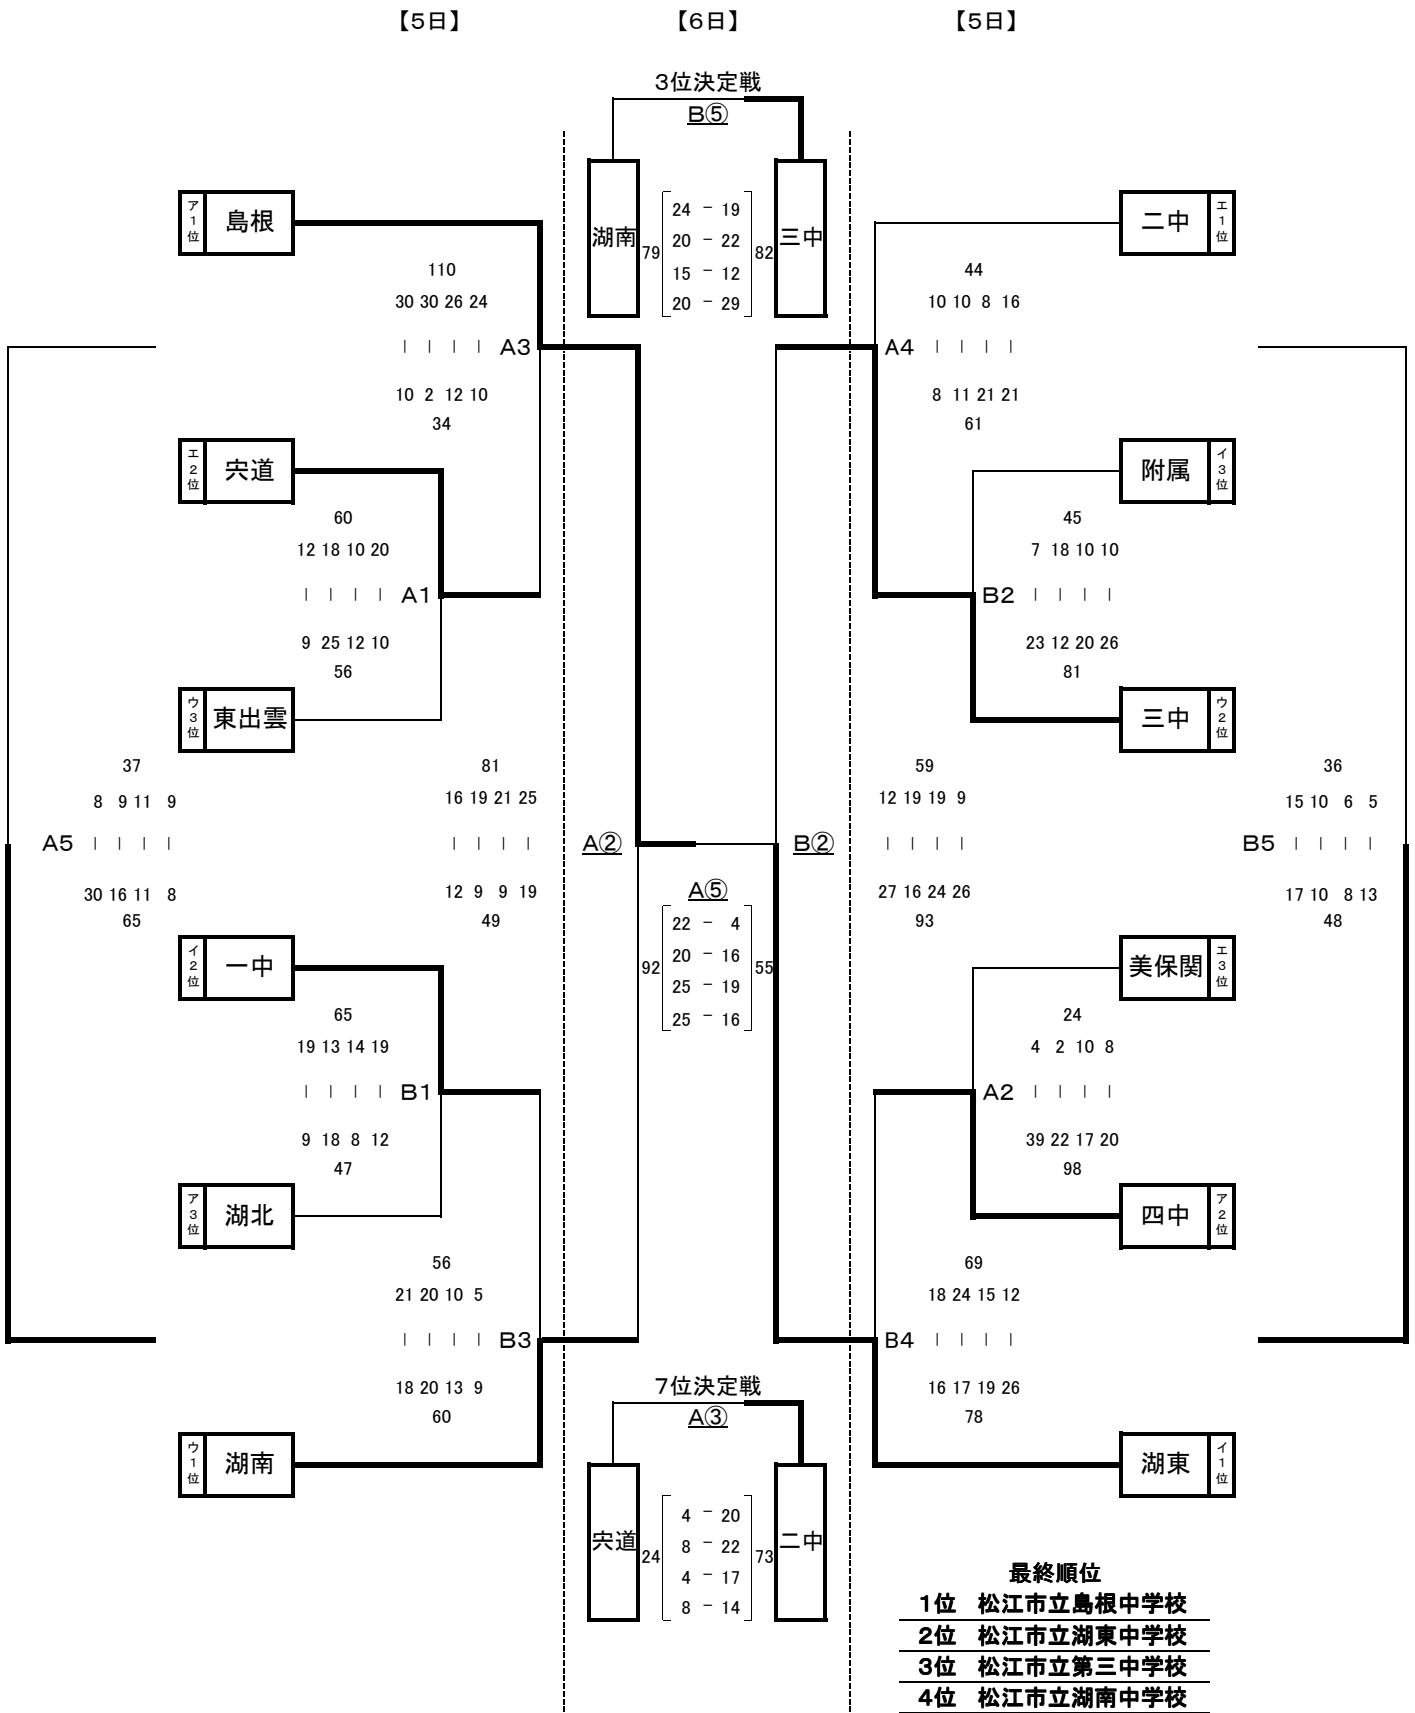 【5日】 【6日】 【5日】
3位決定戦
B⑤
ア1位 島根
湖南 79 82 三中
24 － 19
20 － 22
15 － 12
20 － 29
二中 エ1位
110
30 30 26 24
| | | | A3
10 2 12 10
34
44
10 10 8 16
A4 | | | |
8 11 21 21
61
エ2位 宍道
附属 イ3位
60
12 18 10 20
| | | | A1
9 25 12 10
56
45
7 18 10 10
B2 | | | |
23 12 20 26
81
ウ3位 東出雲
三中 ウ2位
37
8 9 11 9
A5 | | | |
30 16 11 8
65
81
16 19 21 25
| | | | A②
12 9 9 19
49
59
12 19 19 9
B② | | | |
27 16 24 26
93
36
15 10 6 5
B5 | | | |
17 10 8 13
48
A⑤
92 55
22 － 4
20 － 16
25 － 19
25 － 16
イ2位 一中
美保関 エ3位
65
19 13 14 19
| | | | B1
9 18 8 12
47
24
4 2 10 8
A2 | | | |
39 22 17 20
98
ア3位 湖北
四中 ア2位
56
21 20 10 5
| | | | B3
18 20 13 9
60
69
18 24 15 12
B4 | | | |
16 17 19 26
78
ウ1位 湖南
湖東 イ1位
7位決定戦
A③
宍道 24 73 二中
4 － 20
8 － 22
4 － 17
8 － 14
最終順位
1位 松江市立島根中学校
2位 松江市立湖東中学校
3位 松江市立第三中学校
4位 松江市立湖南中学校